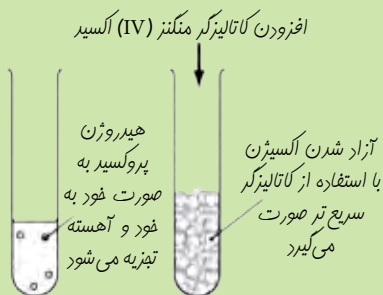 افزودن کاتالیزگر منگنز (IV) اکسید
هیدروژن
پروکسید به
صورت خود به
خود و آهسته
تجزیه می‌شود
آزاد شدن اکسیژن
با استفاده از کاتالیزگر
سریع‌تر صورت
می‌گیرد